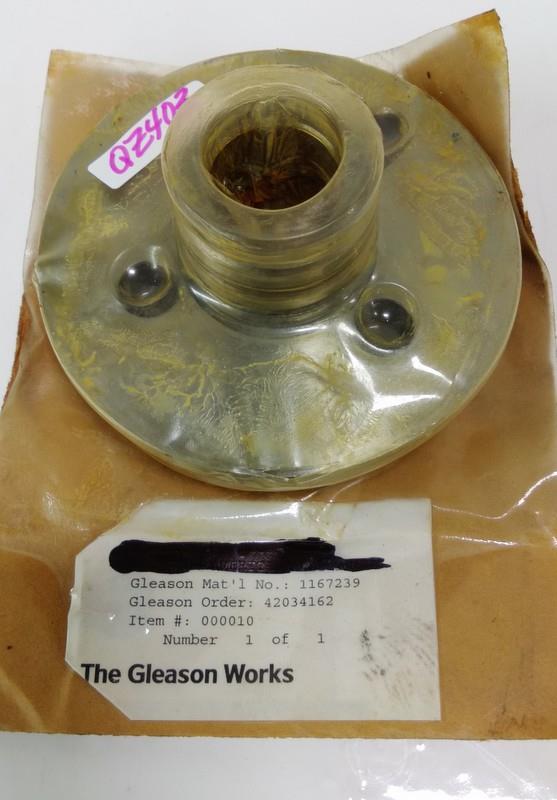 QZ402
Gleason Mat'l No.: 1167239
Gleason Order: 42034162
Item #: 000010
Number 1 of 1
The Gleason Works